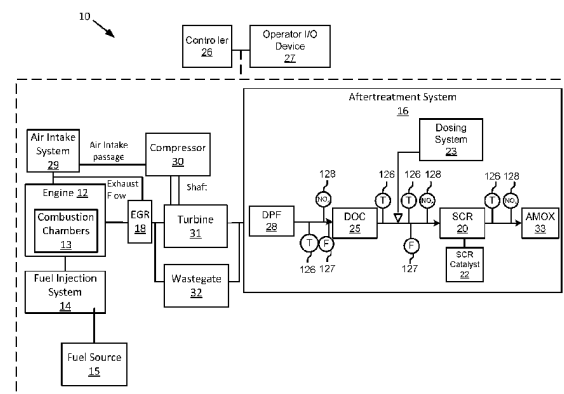 10
Controller
26
Operator I/O
Device
27
Aftertreatment System
16
Dosing
System
23
Air Intake
System
29
Air Intake
passage
Compressor
30
Exhaust
Flow
Shaft
Engine 12
Combustion
Chambers
13
EGR
18
Turbine
31
Wastegate
32
Fuel Injection
System
14
Fuel Source
15
DPF
28
128
NOx
T
126
F
127
DOC
25
126
T
126
T
128
NOx
F
127
SCR
20
SCR
Catalyst
22
126
T
128
NOx
AMOX
33